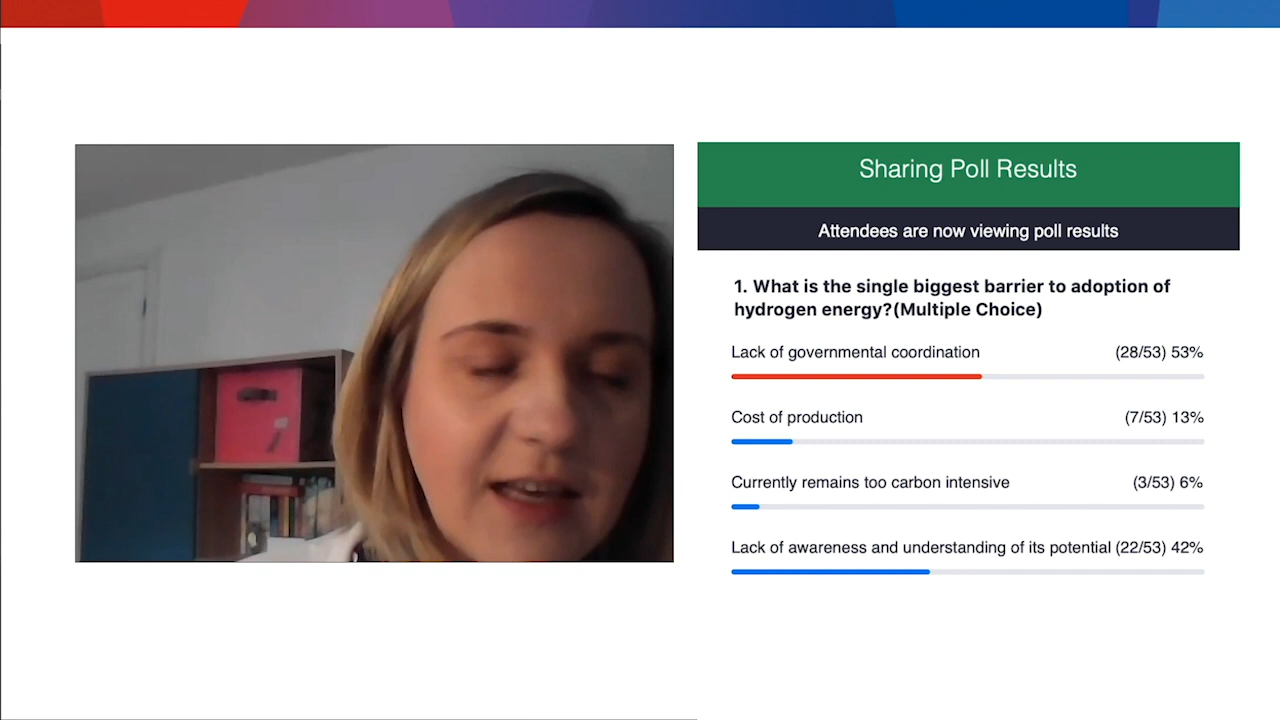 Sharing Poll Results
Attendees are now viewing poll results
1. What is the single biggest barrier to adoption of
hydrogen energy?(Multiple Choice)
Lack of governmental coordination (28/53) 53%
Cost of production (7/53) 13%
Currently remains too carbon intensive (3/53) 6%
Lack of awareness and understanding of its potential (22/53) 42%